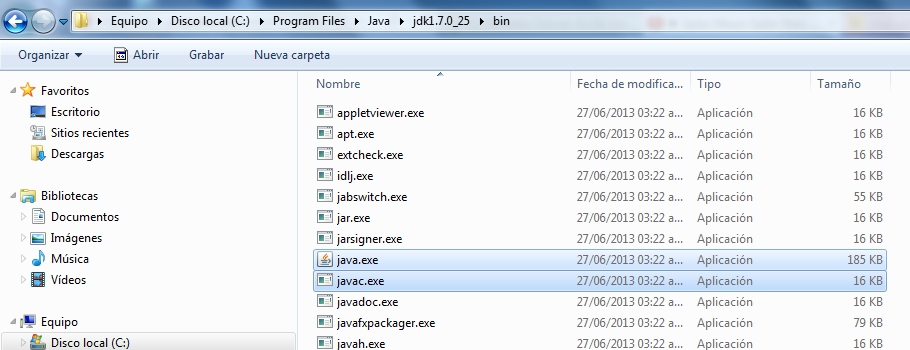 Equipo Disco local (C:) Program Files Java jdk1.7.0_25 bin
Organizar Abrir Grabar Nueva carpeta
Favoritos
Escritorio
Sitios recientes
Descargas
Bibliotecas
Documentos
Imágenes
Música
Vídeos
Equipo
Disco local (C:)
Nombre Fecha de modifica... Tipo Tamaño
appletviewer.exe 27/06/2013 03:22 a... Aplicación 16 KB
apt.exe 27/06/2013 03:22 a... Aplicación 16 KB
extcheck.exe 27/06/2013 03:22 a... Aplicación 16 KB
idlj.exe 27/06/2013 03:22 a... Aplicación 16 KB
jabswitch.exe 27/06/2013 03:22 a... Aplicación 55 KB
jar.exe 27/06/2013 03:22 a... Aplicación 16 KB
jarsigner.exe 27/06/2013 03:22 a... Aplicación 16 KB
java.exe 27/06/2013 03:22 a... Aplicación 185 KB
javac.exe 27/06/2013 03:22 a... Aplicación 16 KB
javadoc.exe 27/06/2013 03:22 a... Aplicación 16 KB
javafxpackager.exe 27/06/2013 03:22 a... Aplicación 79 KB
javah.exe 27/06/2013 03:22 a... Aplicación 16 KB